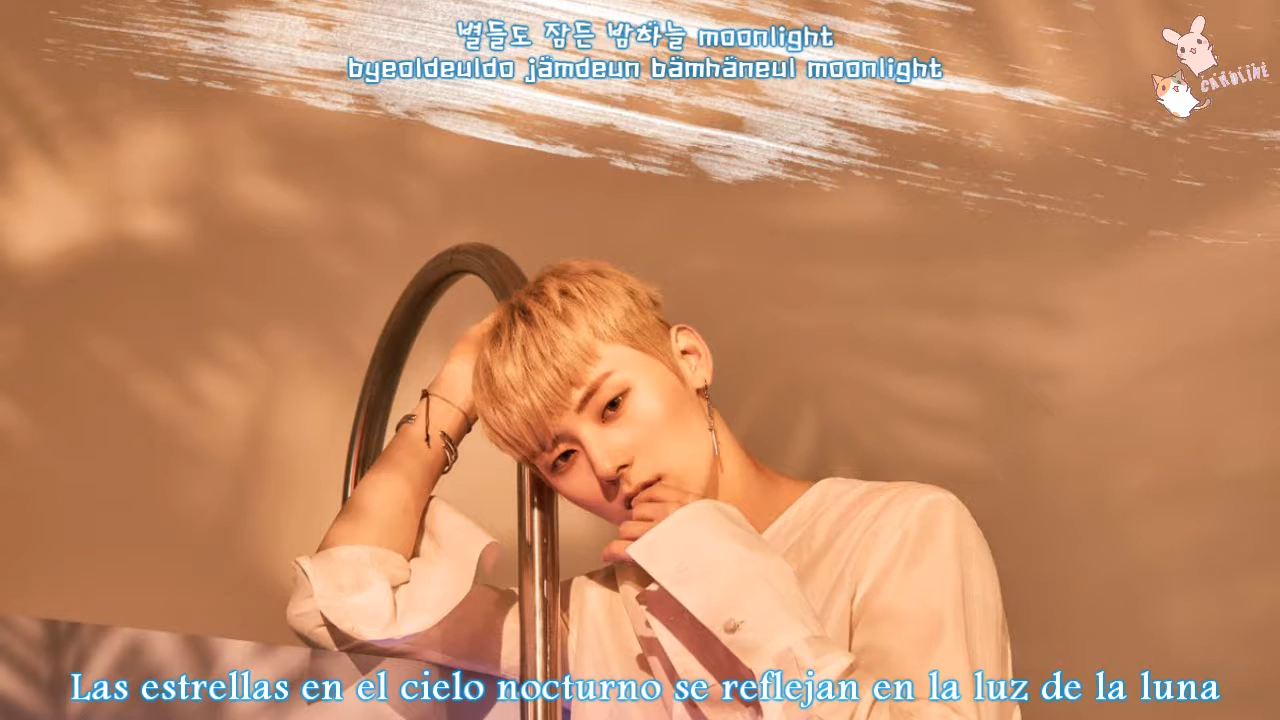 별들도 잠든 밤하늘 moonlight
byeoldeuldo jämdeun bämhäneul moonlight
CAROLINE
Las estrellas en el cielo nocturno se reflejan en la luz de la luna